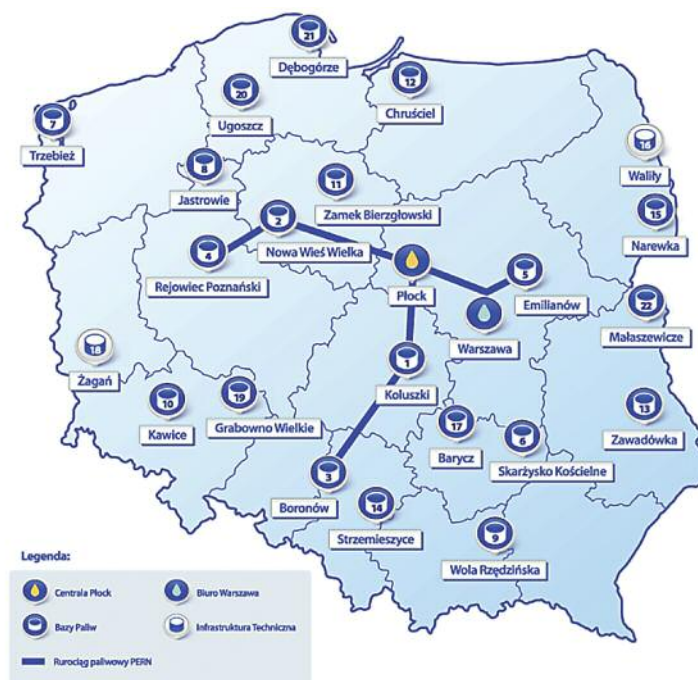 21
Dębogórze
12
Chruściel
20
Ugoszcz
7
Trzebież
16
Waliły
8
Jastrowie
11
Zamek Bierzgłowski
15
Narewka
2
Nowa Wieś Wielka
4
Rejowiec Poznański
Płock
5
Emilianów
22
Małaszewicze
Warszawa
18
Żagań
1
Koluszki
10
Kawice
19
Grabowno Wielkie
13
Zawadówka
17
Barycz
6
Skarżysko Kościelne
3
Boronów
14
Strzemieszyce
9
Wola Rzędzińska
Legenda:
Centrala Płock
Biuro Warszawa
Bazy Paliw
Infrastruktura Techniczna
Rurociąg paliwowy PERN